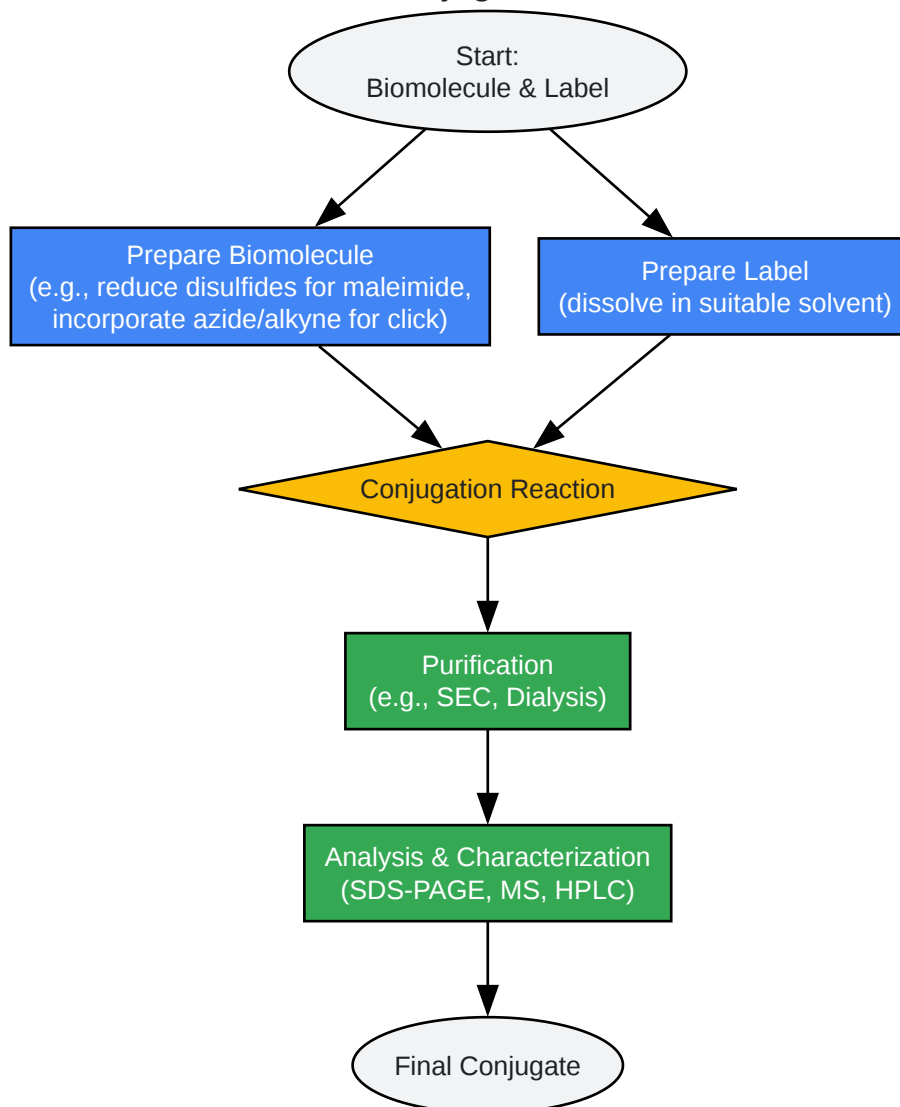 Start:
Biomolecule & Label
Prepare Biomolecule
(e.g., reduce disulfides for maleimide,
incorporate azide/alkyne for click)
Prepare Label
(dissolve in suitable solvent)
Conjugation Reaction
Purification
(e.g., SEC, Dialysis)
Analysis & Characterization
(SDS-PAGE, MS, HPLC)
Final Conjugate